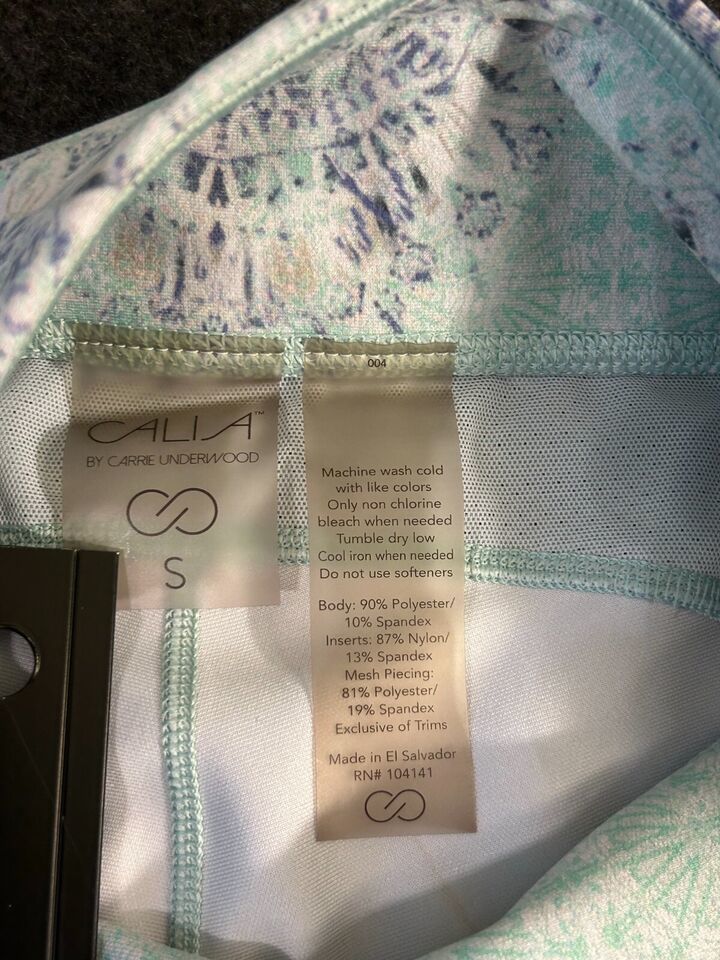 CALIA™
BY CARRIE UNDERWOOD
S
004
Machine wash cold
with like colors
Only non chlorine
bleach when needed
Tumble dry low
Cool iron when needed
Do not use softeners
Body: 90% Polyester/
10% Spandex
Inserts: 87% Nylon/
13% Spandex
Mesh Piecing:
81% Polyester/
19% Spandex
Exclusive of Trims
Made in El Salvador
RN# 104141